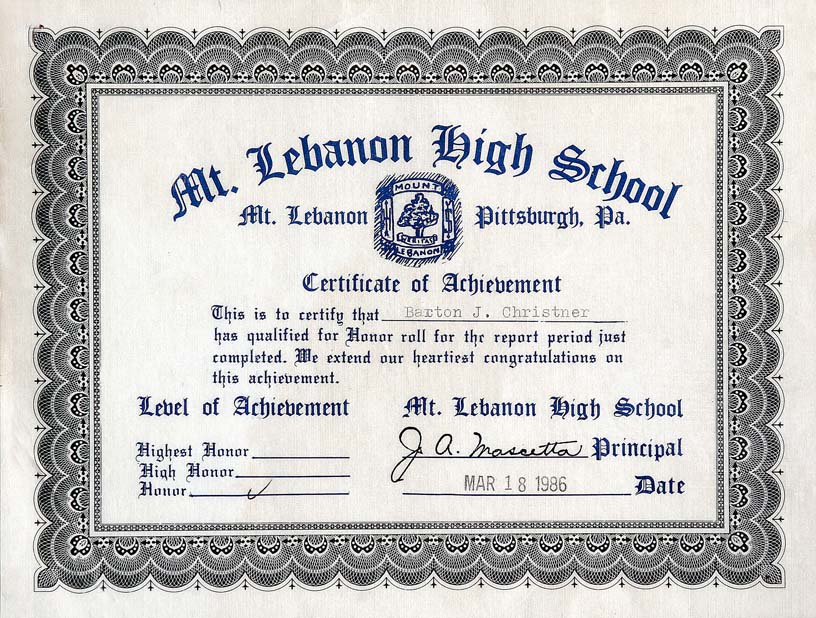 Mt. Lebanon High School
Mt. Lebanon Pittsburgh, Pa.
MOUNT
H S
MERITAS
LEBANON
Certificate of Achievement
This is to certify that Barton J. Christner
has qualified for Honor roll for the report period just
completed. We extend our heartiest congratulations on
this achievement.
Level of Achievement
Highest Honor
High Honor
Honor ✓
Mt. Lebanon High School
J. A. Mascetta Principal
MAR 18 1986 Date